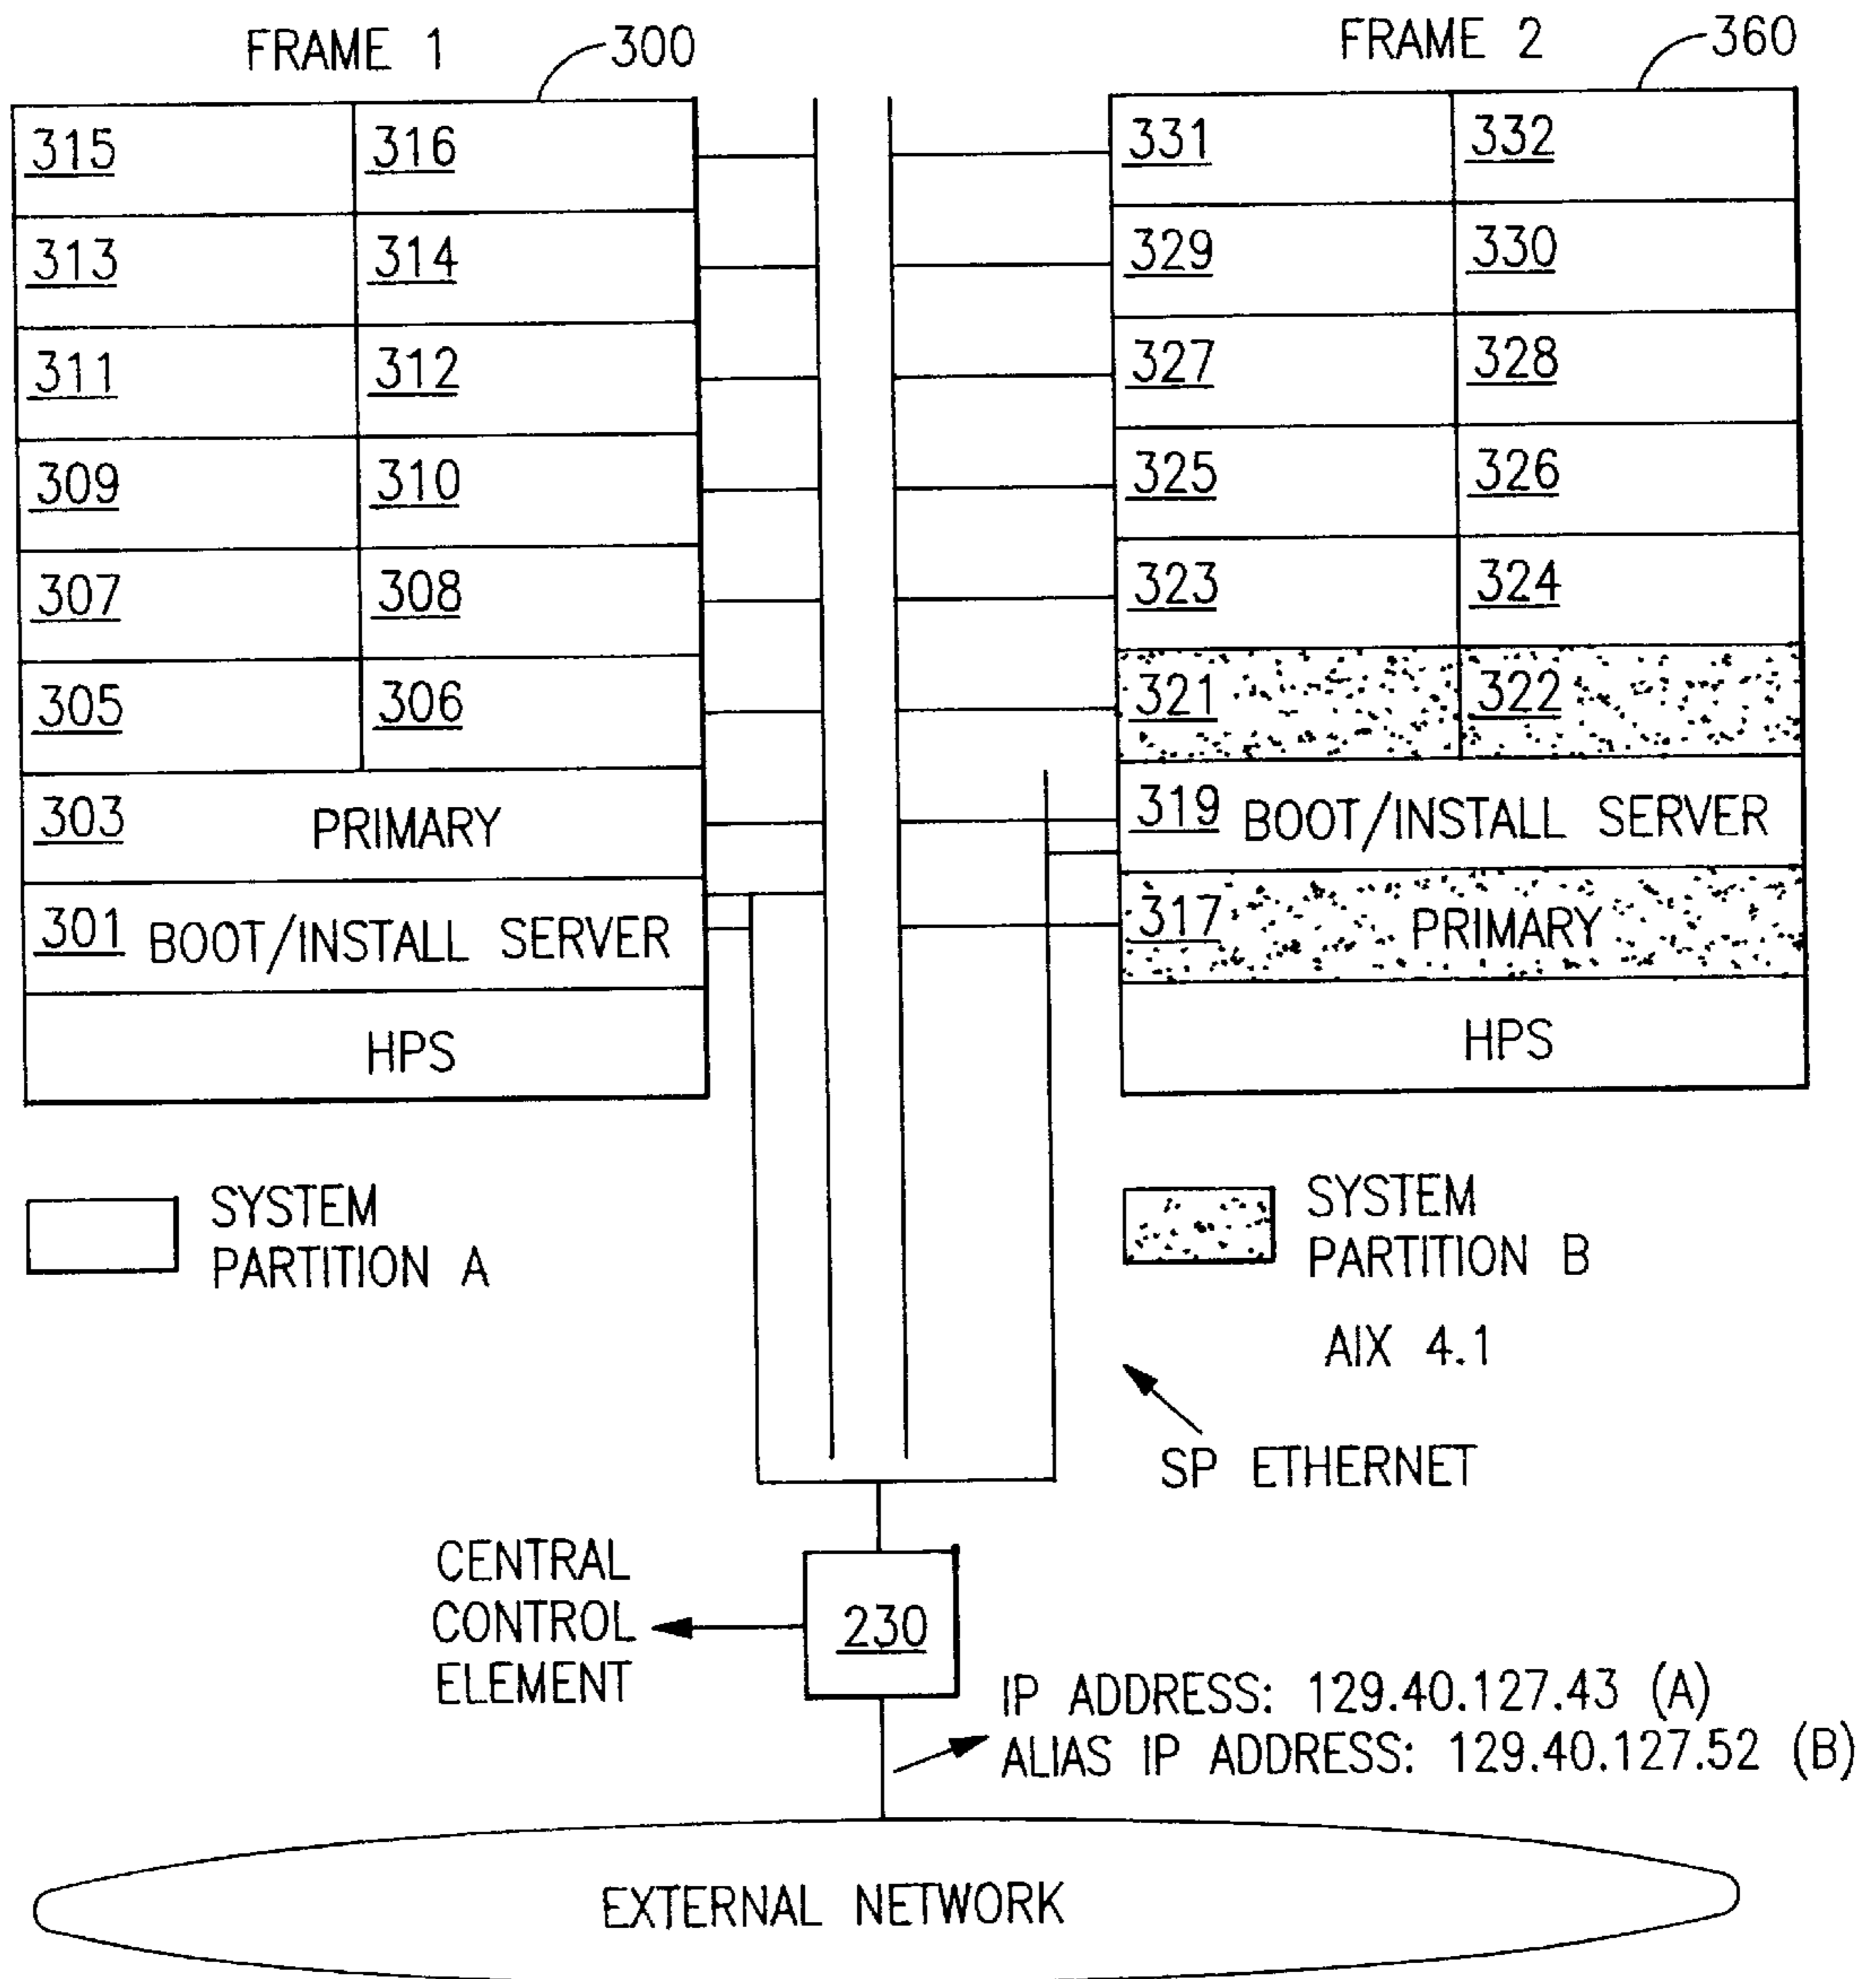 FRAME 1
300
FRAME 2
360
315 316
313 314
311 312
309 310
307 308
305 306
303 PRIMARY
301 BOOT/INSTALL SERVER
HPS
331 332
329 330
327 328
325 326
323 324
321 322
319 BOOT/INSTALL SERVER
317 PRIMARY
HPS
SYSTEM
PARTITION A
SYSTEM
PARTITION B
AIX 4.1
SP ETHERNET
CENTRAL
CONTROL
ELEMENT
230
IP ADDRESS: 129.40.127.43 (A)
ALIAS IP ADDRESS: 129.40.127.52 (B)
EXTERNAL NETWORK